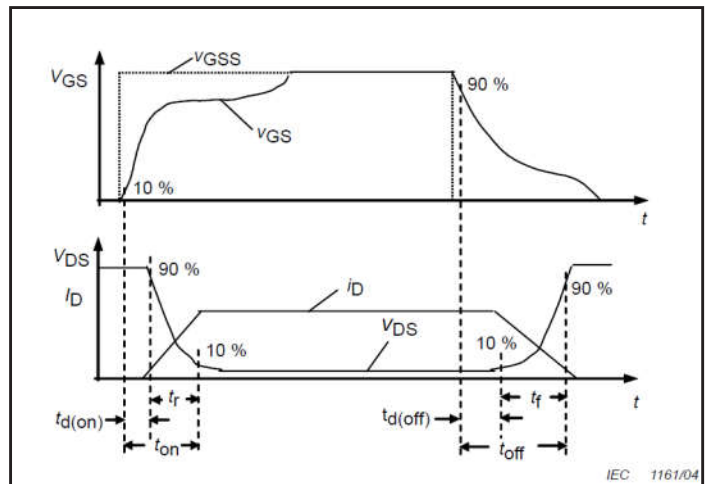 VGSS
VGS
90 %
vGS
10 %
t
VDS
90 %
ID
iD
90 %
VDS
10 %
10 %
tr
tf
t
td(on)
td(off)
ton
toff
IEC 1161/04